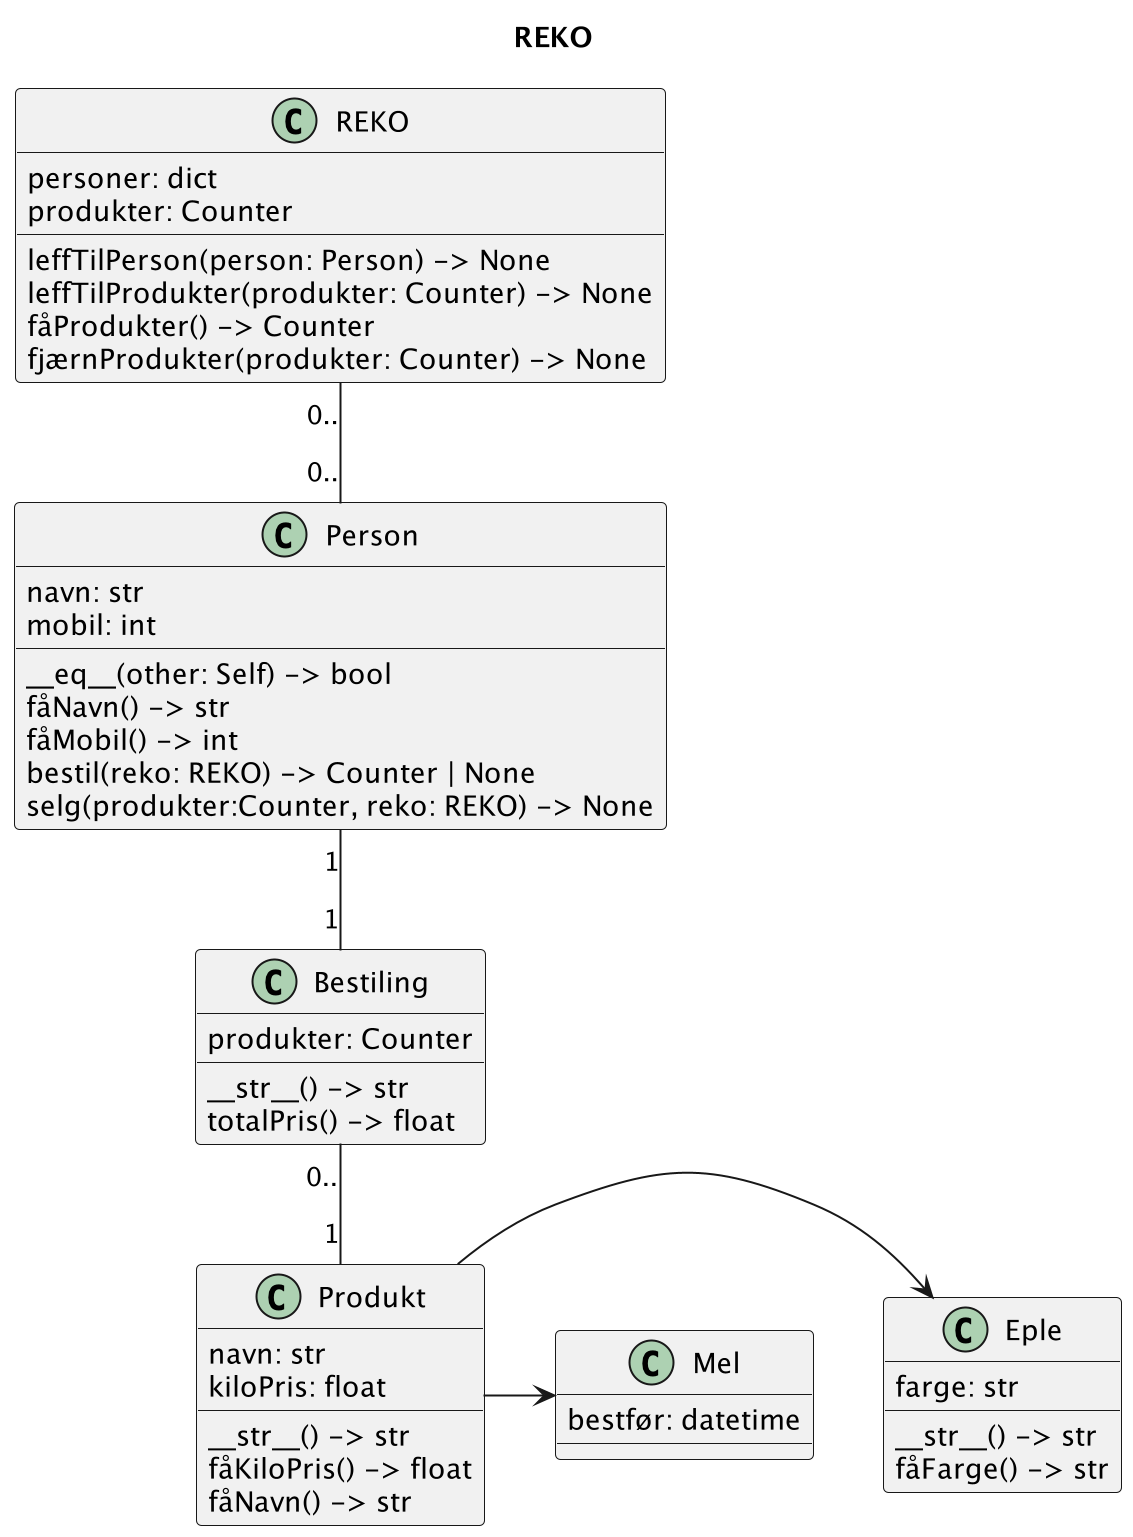 REKO
C REKO
personer: dict
produkter: Counter
leffTilPerson(person: Person) -> None
leffTilProdukter(produkter: Counter) -> None
fåProdukter() -> Counter
fjærnProdukter(produkter: Counter) -> None
0..
0..
C Person
navn: str
mobil: int
__eq__(other: Self) -> bool
fåNavn() -> str
fåMobil() -> int
bestil(reko: REKO) -> Counter | None
selg(produkter:Counter, reko: REKO) -> None
1
1
C Bestiling
produkter: Counter
__str__() -> str
totalPris() -> float
0..
1
C Produkt
navn: str
kiloPris: float
__str__() -> str
fåKiloPris() -> float
fåNavn() -> str
C Mel
bestfør: datetime
C Eple
farge: str
__str__() -> str
fåFarge() -> str